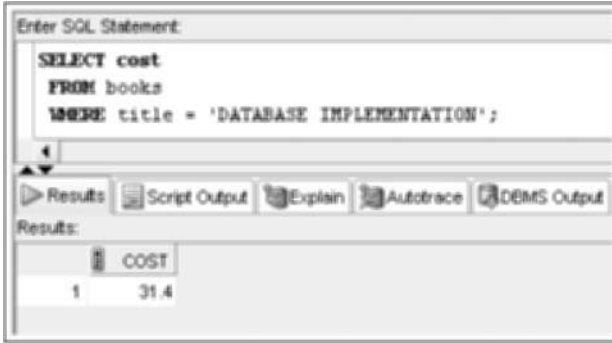 Enter SQL Statement:
SELECT cost
FROM books
WHERE title = 'DATABASE IMPLEMENTATION';
Results Script Output Explain Autotrace DBMS Output
Results:
COST
1 31.4